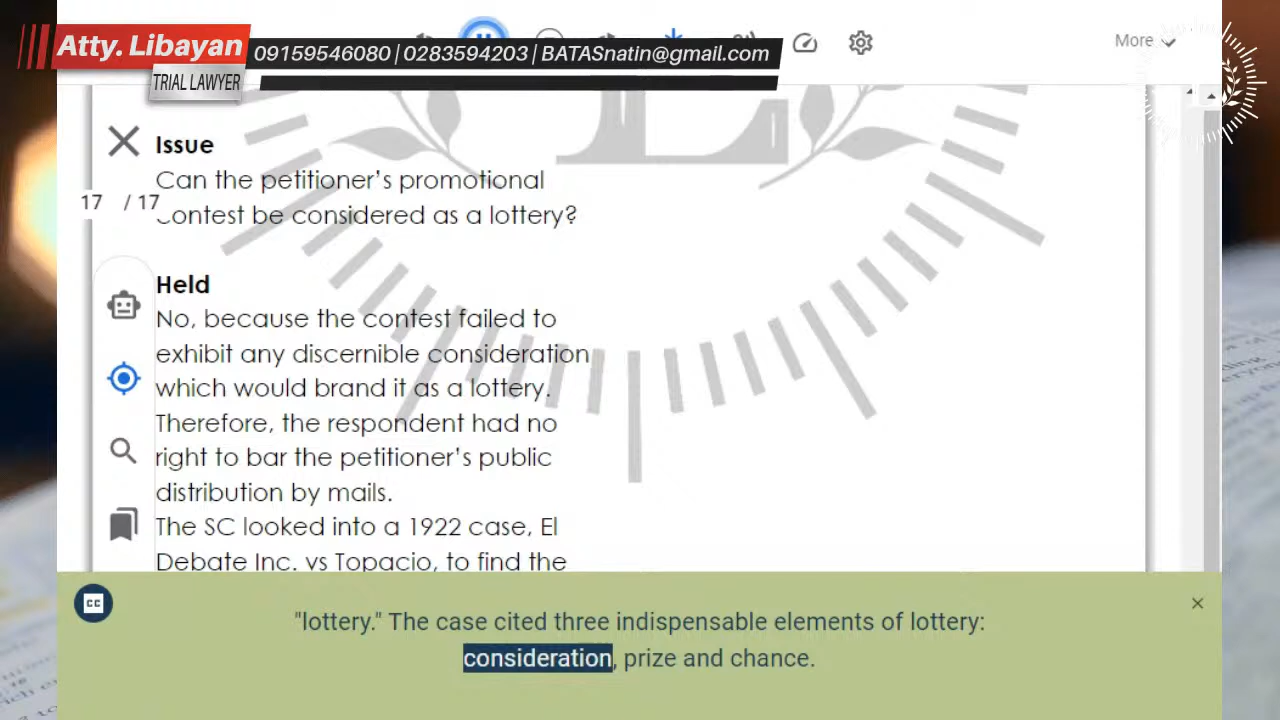 Atty. Libayan
09159546080 | 0283594203 | BATASnatin@gmail.com
TRIAL LAWYER
More
Issue
Can the petitioner's promotional
17 / 17
contest be considered as a lottery?
Held
No, because the contest failed to
exhibit any discernible consideration
which would brand it as a lottery.
Therefore, the respondent had no
right to bar the petitioner's public
distribution by mails.
The SC looked into a 1922 case, El
Debate Inc. vs Topacio, to find the
CC
"lottery." The case cited three indispensable elements of lottery:
consideration, prize and chance.